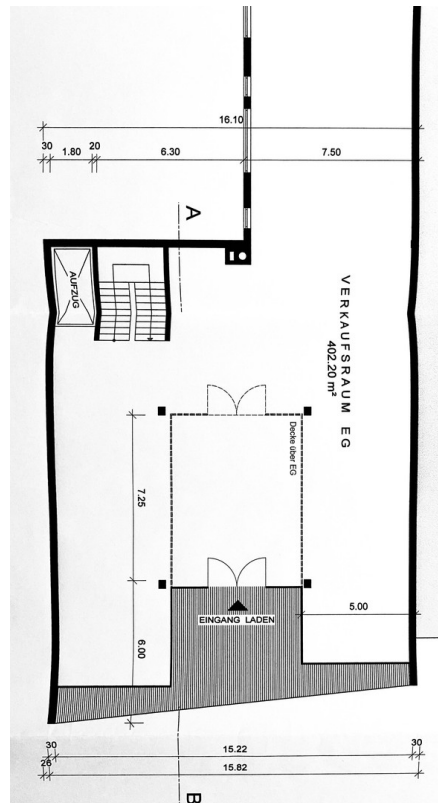 16.10
30
1.80
20
6.30
7.50
A
AUFZUG
VERKAUFSRAUM EG
402.20 m²
Decke über EG
7.25
5.00
EINGANG LADEN
6.00
30
15.22
30
26
15.82
B